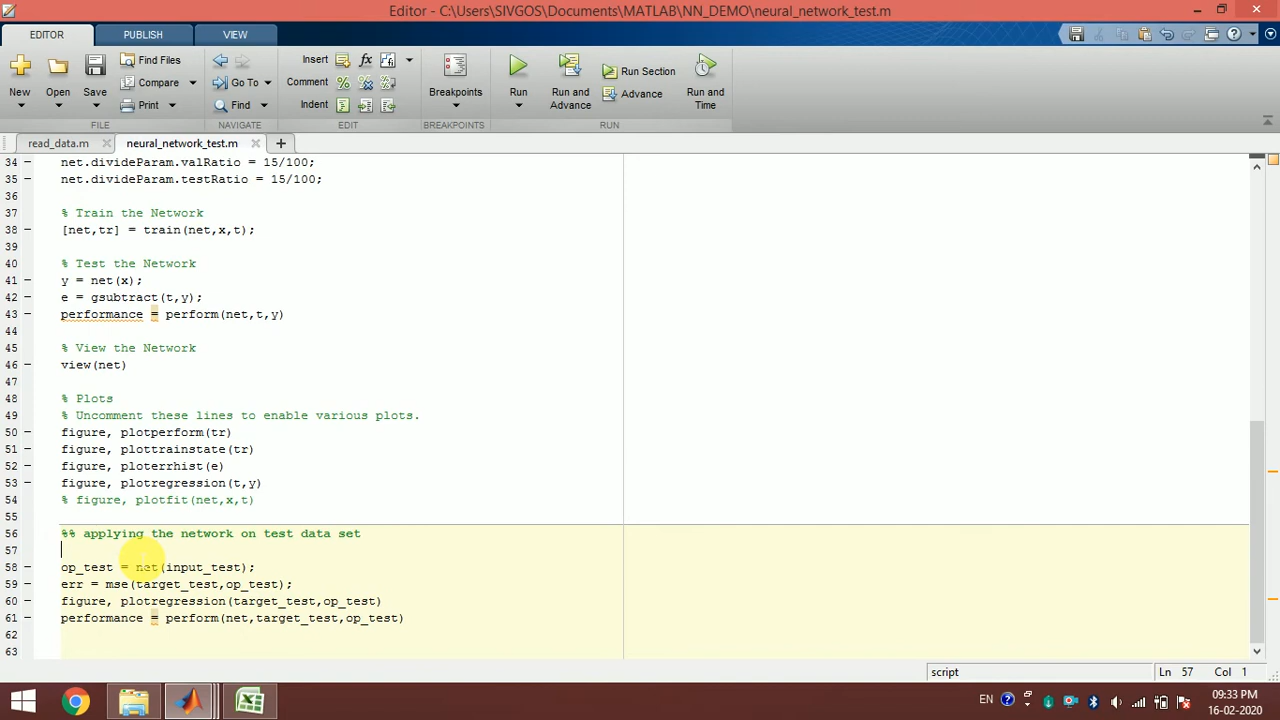 Editor - C:\Users\SIVGOS\Documents\MATLAB\NN_DEMO\neural_network_test.m
EDITOR PUBLISH VIEW
New Open Save Find Files Compare Print
Go To Find
Insert fx
Comment
Indent
Breakpoints
Run Run and Advance Run Section Advance Run and Time
FILE NAVIGATE EDIT BREAKPOINTS RUN
read_data.m neural_network_test.m
34 net.divideParam.valRatio = 15/100;
35 net.divideParam.testRatio = 15/100;
36
37 % Train the Network
38 [net,tr] = train(net,x,t);
39
40 % Test the Network
41 y = net(x);
42 e = gsubtract(t,y);
43 performance = perform(net,t,y)
44
45 % View the Network
46 view(net)
47
48 % Plots
49 % Uncomment these lines to enable various plots.
50 figure, plotperform(tr)
51 figure, plottrainstate(tr)
52 figure, ploterrhist(e)
53 figure, plotregression(t,y)
54 % figure, plotfit(net,x,t)
55
56 %% applying the network on test data set
57
58 op_test = net(input_test);
59 err = mse(target_test,op_test);
60 figure, plotregression(target_test,op_test)
61 performance = perform(net,target_test,op_test)
62
63
script Ln 57 Col 1
EN 09:33 PM
16-02-2020